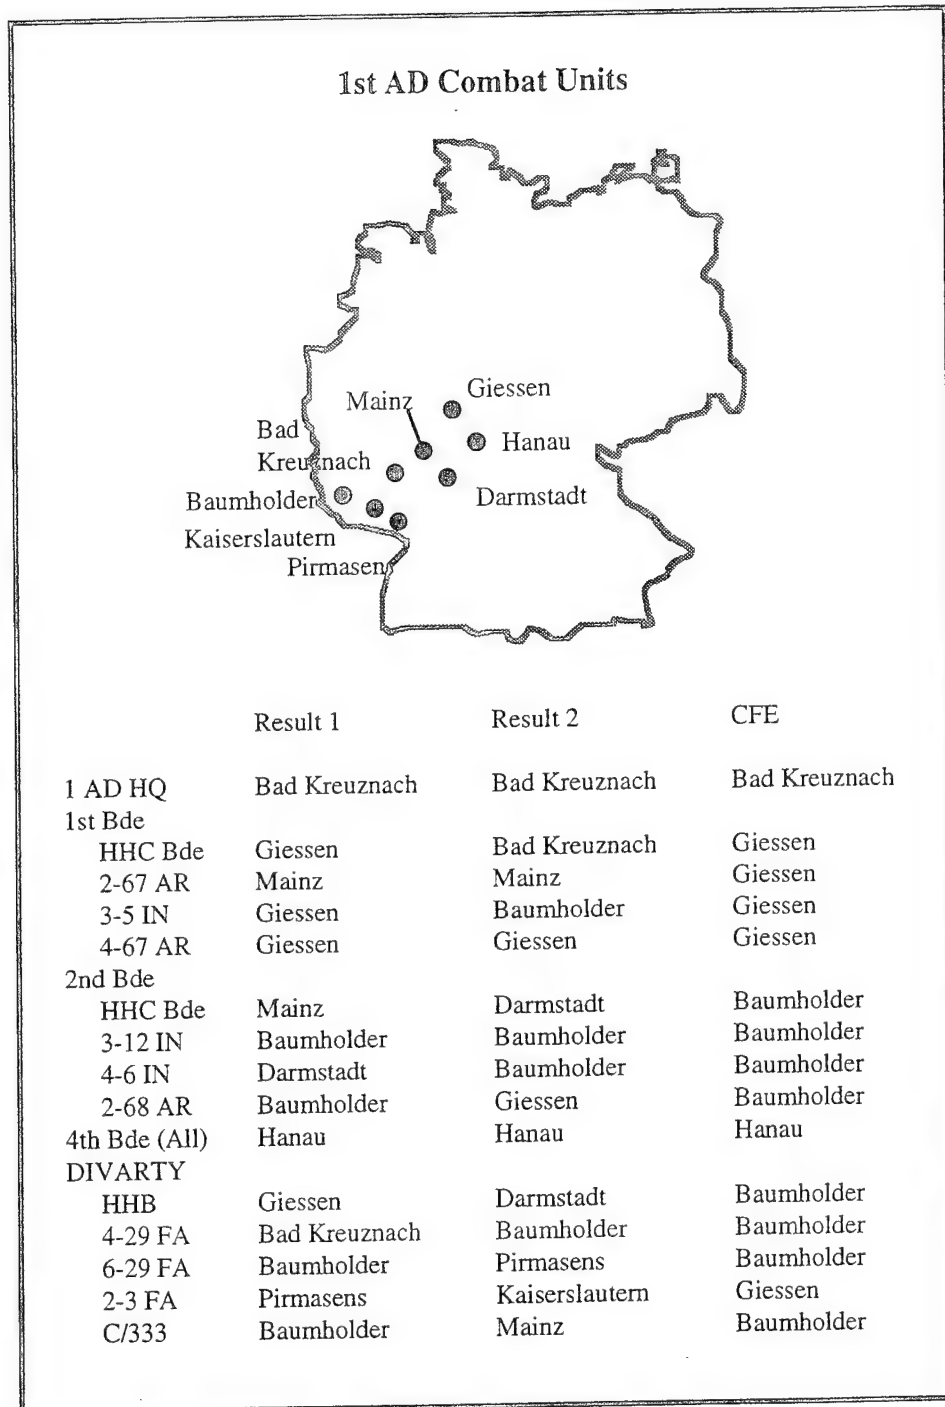 1st AD Combat Units
Giessen
Mainz
Bad
Hanau
Kreuznach
Baumholder
Darmstadt
Kaiserslautern
Pirmasens
Result 1 Result 2 CFE
1 AD HQ Bad Kreuznach Bad Kreuznach Bad Kreuznach
1st Bde
HHC Bde Giessen Bad Kreuznach Giessen
2-67 AR Mainz Mainz Giessen
3-5 IN Giessen Baumholder Giessen
4-67 AR Giessen Giessen Giessen
2nd Bde
HHC Bde Mainz Darmstadt Baumholder
3-12 IN Baumholder Baumholder Baumholder
4-6 IN Darmstadt Baumholder Baumholder
2-68 AR Baumholder Giessen Baumholder
4th Bde (All) Hanau Hanau Hanau
DIVARTY
HHB Giessen Darmstadt Baumholder
4-29 FA Bad Kreuznach Baumholder Baumholder
6-29 FA Baumholder Pirmasens Baumholder
2-3 FA Pirmasens Kaiserslautern Giessen
C/333 Baumholder Mainz Baumholder